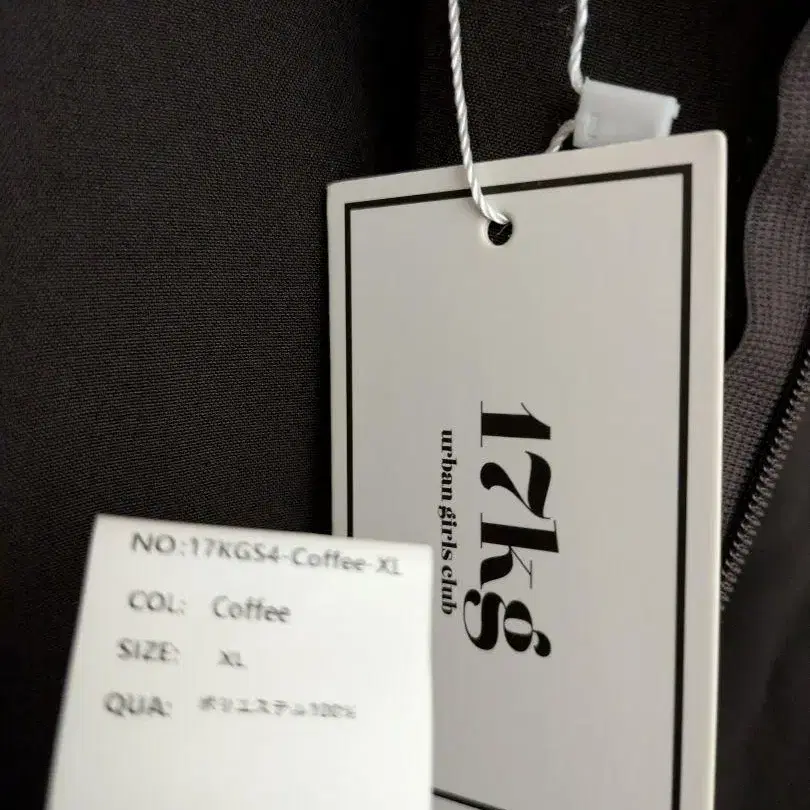 17kg
urban girls club
NO:17KGS4-Coffee-XL
COL: Coffee
SIZE: XL
QUA: ポリエステル100%